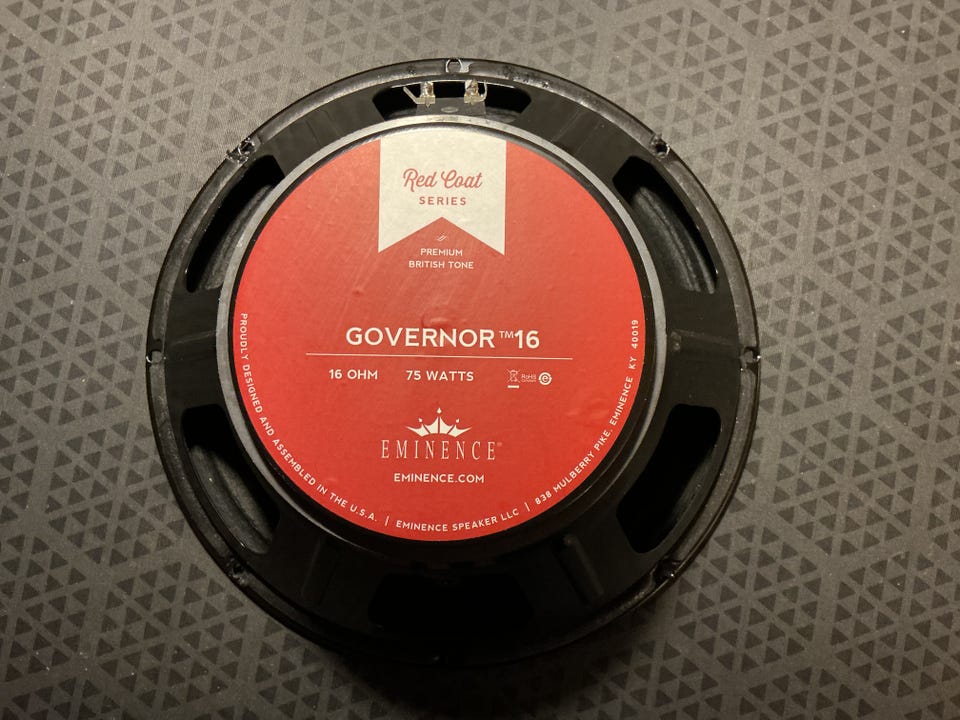 Red Coat
SERIES
PREMIUM
BRITISH TONE
GOVERNOR™16
16 OHM 75 WATTS
RoHS
EMINENCE®
EMINENCE.COM
PROUDLY DESIGNED AND ASSEMBLED IN THE U.S.A. | EMINENCE SPEAKER LLC | 838 MULBERRY PIKE, EMINENCE KY 40019